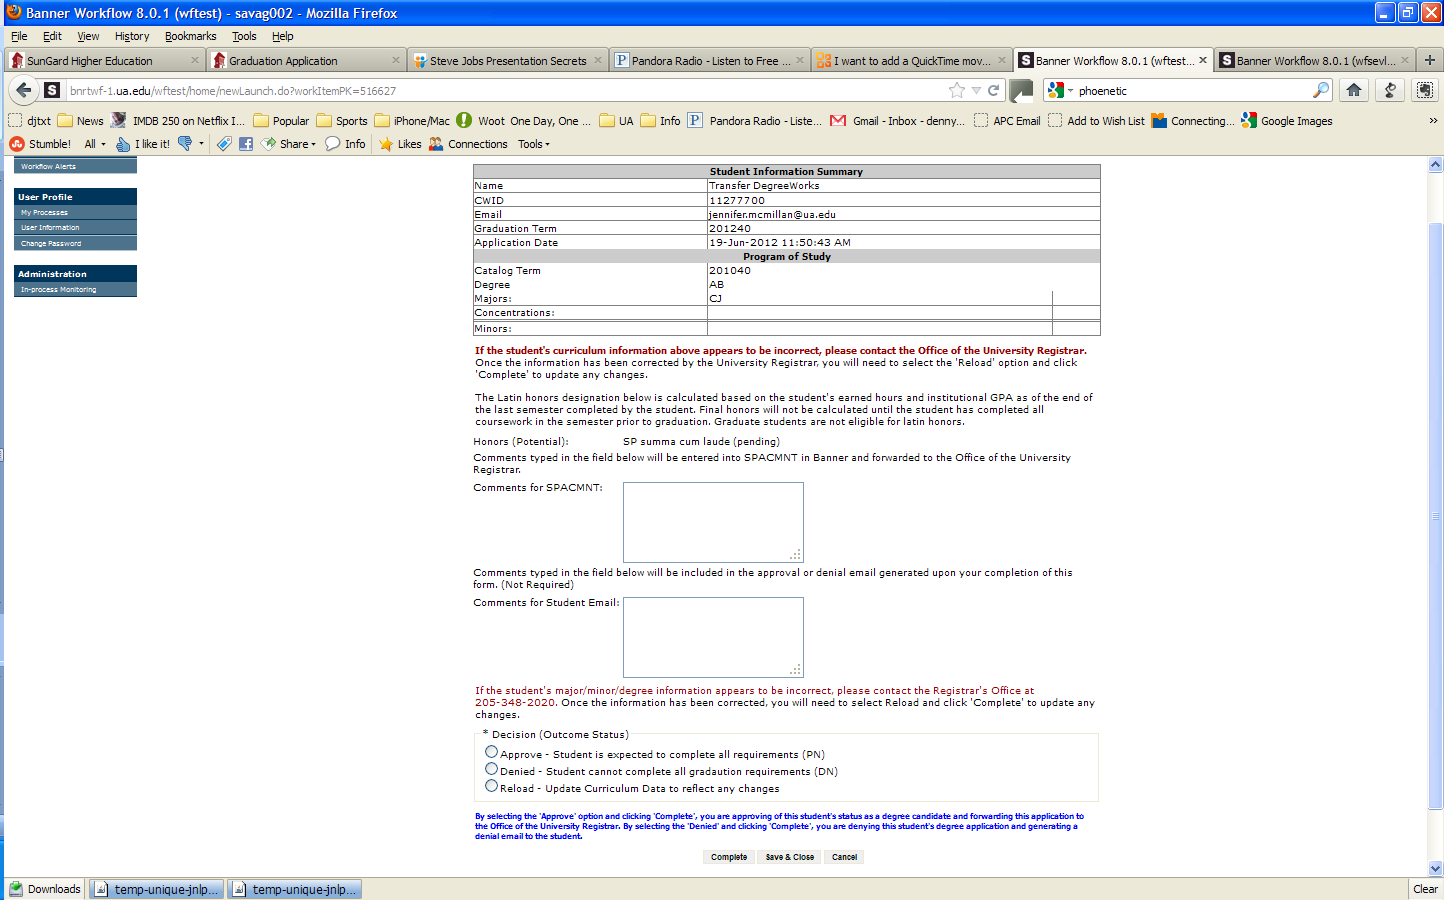 Banner Workflow 8.0.1 (wftest) - savag002 - Mozilla Firefox
File Edit View History Bookmarks Tools Help
SunGard Higher Education Graduation Application Steve Jobs Presentation Secrets Pandora Radio - Listen to Free ... I want to add a QuickTime mov... Banner Workflow 8.0.1 (wftest... Banner Workflow 8.0.1 (wfsevl...
bnrtwf-1.ua.edu/wftest/home/newLaunch.do?workItemPK=516627 phoenetic
djtxt News IMDB 250 on Netflix I... Popular Sports iPhone/Mac Woot One Day, One ... UA Info Pandora Radio - Liste... Gmail - Inbox - denny,... APC Email Add to Wish List Connecting... Google Images »
Stumble! All I like it! Share Info Likes Connections Tools
Workflow Alerts
User Profile
My Processes
User Information
Change Password
Administration
In-process Monitoring
Student Information Summary
Name Transfer DegreeWorks
CWID 11277700
Email jennifer.mcmillan@ua.edu
Graduation Term 201240
Application Date 19-Jun-2012 11:50:43 AM
Program of Study
Catalog Term 201040
Degree AB
Majors: CJ
Concentrations:
Minors:
If the student's curriculum information above appears to be incorrect, please contact the Office of the University Registrar.
Once the information has been corrected by the University Registrar, you will need to select the 'Reload' option and click
'Complete' to update any changes.
The Latin honors designation below is calculated based on the student's earned hours and institutional GPA as of the end of
the last semester completed by the student. Final honors will not be calculated until the student has completed all
coursework in the semester prior to graduation. Graduate students are not eligible for latin honors.
Honors (Potential): SP summa cum laude (pending)
Comments typed in the field below will be entered into SPACMNT in Banner and forwarded to the Office of the University
Registrar.
Comments for SPACMNT:
Comments typed in the field below will be included in the approval or denial email generated upon your completion of this
form. (Not Required)
Comments for Student Email:
If the student's major/minor/degree information appears to be incorrect, please contact the Registrar's Office at
205-348-2020. Once the information has been corrected, you will need to select Reload and click 'Complete' to update any
changes.
* Decision (Outcome Status)
Approve - Student is expected to complete all requirements (PN)
Denied - Student cannot complete all gradaution requirements (DN)
Reload - Update Curriculum Data to reflect any changes
By selecting the 'Approve' option and clicking 'Complete', you are approving of this student's status as a degree candidate and forwarding this application to
the Office of the University Registrar. By selecting the 'Denied' and clicking 'Complete', you are denying this student's degree application and generating a
denial email to the student.
Complete Save & Close Cancel
Downloads temp-unique-jnlp... temp-unique-jnlp... Clear